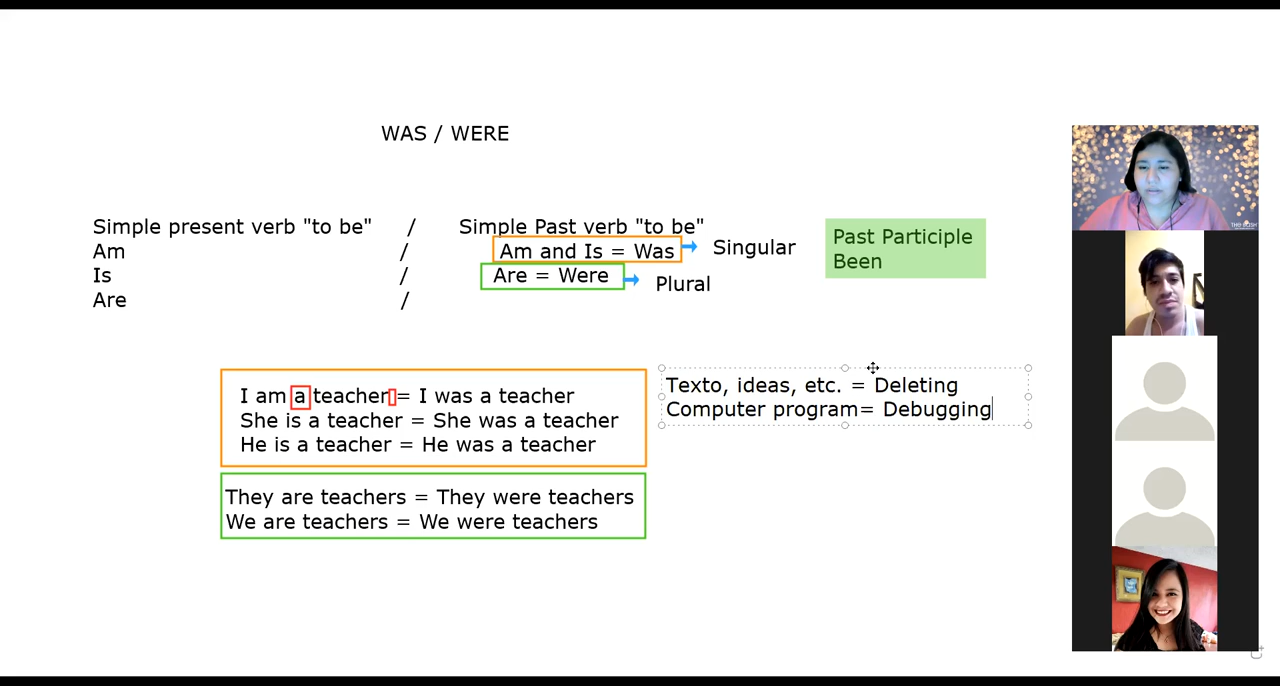 WAS / WERE
Simple present verb "to be" / Simple Past verb "to be"
Am / Am and Is = Was Singular
Is / Are = Were Plural
Are /
Past Participle
Been
I am a teacher = I was a teacher
She is a teacher = She was a teacher
He is a teacher = He was a teacher
They are teachers = They were teachers
We are teachers = We were teachers
Texto, ideas, etc. = Deleting
Computer program= Debugging